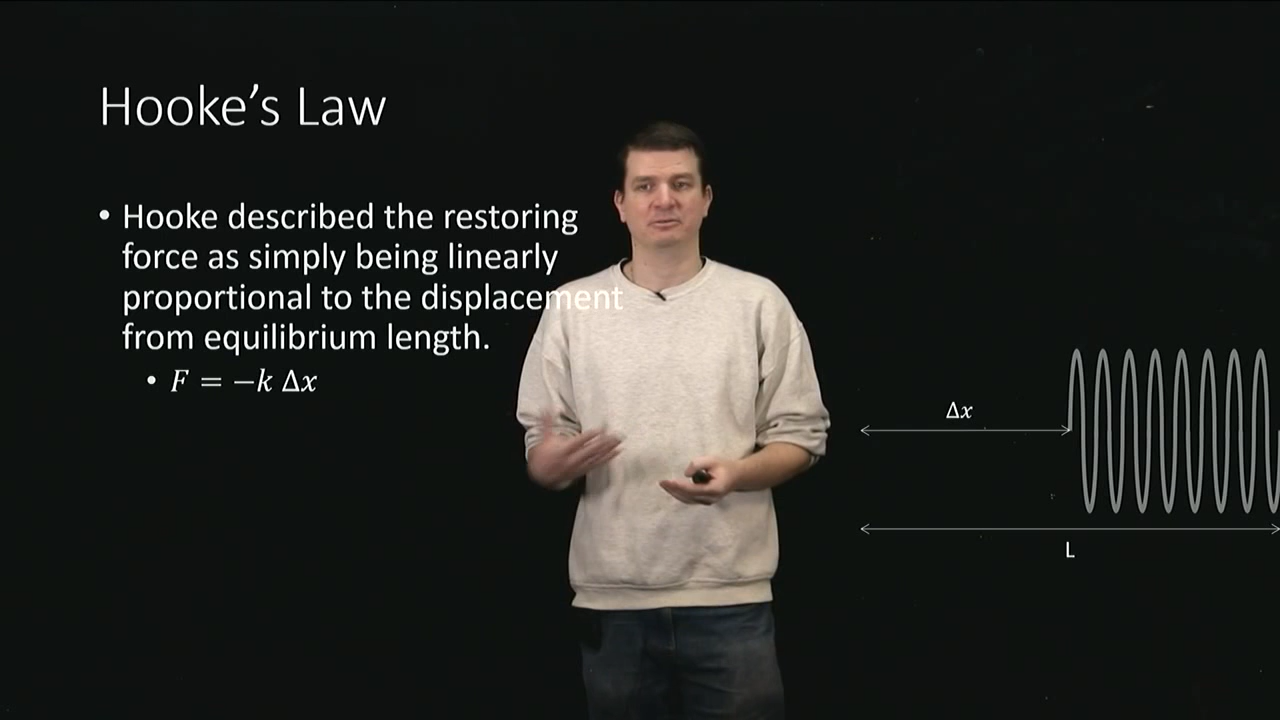 Hooke’s Law
• Hooke described the restoring
force as simply being linearly
proportional to the displacement
from equilibrium length.
• F = −k Δx
Δx
L